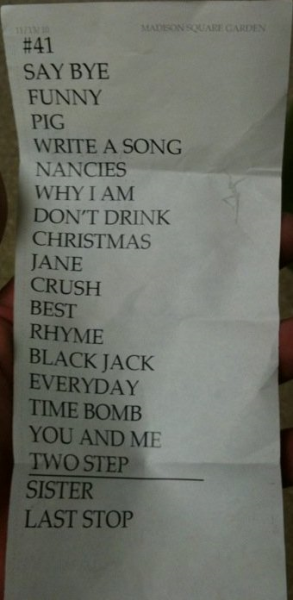 MADISON SQUARE GARDEN
#41
SAY BYE
FUNNY
PIG
WRITE A SONG
NANCIES
WHY I AM
DON'T DRINK
CHRISTMAS
JANE
CRUSH
BEST
RHYME
BLACK JACK
EVERYDAY
TIME BOMB
YOU AND ME
TWO STEP
SISTER
LAST STOP